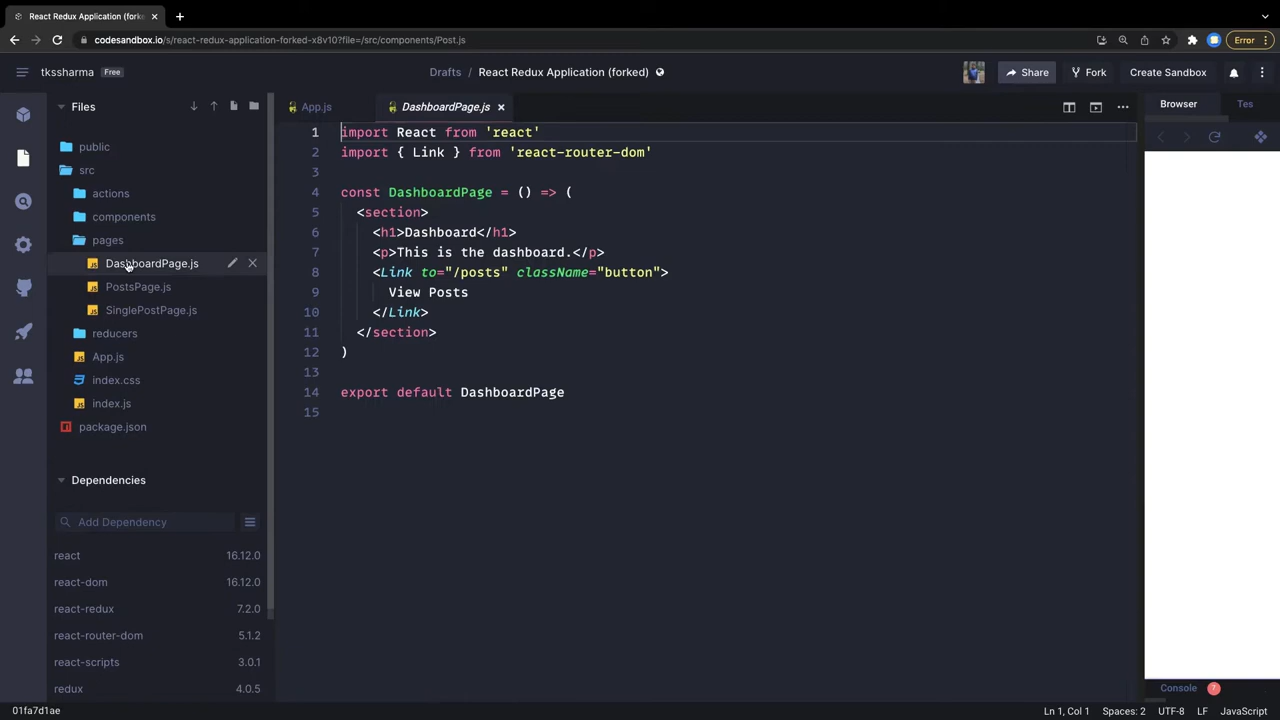 React Redux Application (forked)
codesandbox.io/s/react-redux-application-forked-x8v10?file=/src/components/Post.js
Error
tkssharma Free
Drafts / React Redux Application (forked)
Share
Fork
Create Sandbox
Files
public
src
actions
components
pages
DashboardPage.js
PostsPage.js
SinglePostPage.js
reducers
App.js
index.css
index.js
package.json
Dependencies
Add Dependency
react 16.12.0
react-dom 16.12.0
react-redux 7.2.0
react-router-dom 5.1.2
react-scripts 3.0.1
redux 4.0.5
App.js
DashboardPage.js
1 import React from 'react'
2 import { Link } from 'react-router-dom'
3
4 const DashboardPage = () => (
5 <section>
6 <h1>Dashboard</h1>
7 <p>This is the dashboard.</p>
8 <Link to="/posts" className="button">
9 View Posts
10 </Link>
11 </section>
12 )
13
14 export default DashboardPage
15
Browser
Tes
Console 7
01fa7d1ae
Ln 1, Col 1
Spaces: 2
UTF-8
LF
JavaScript